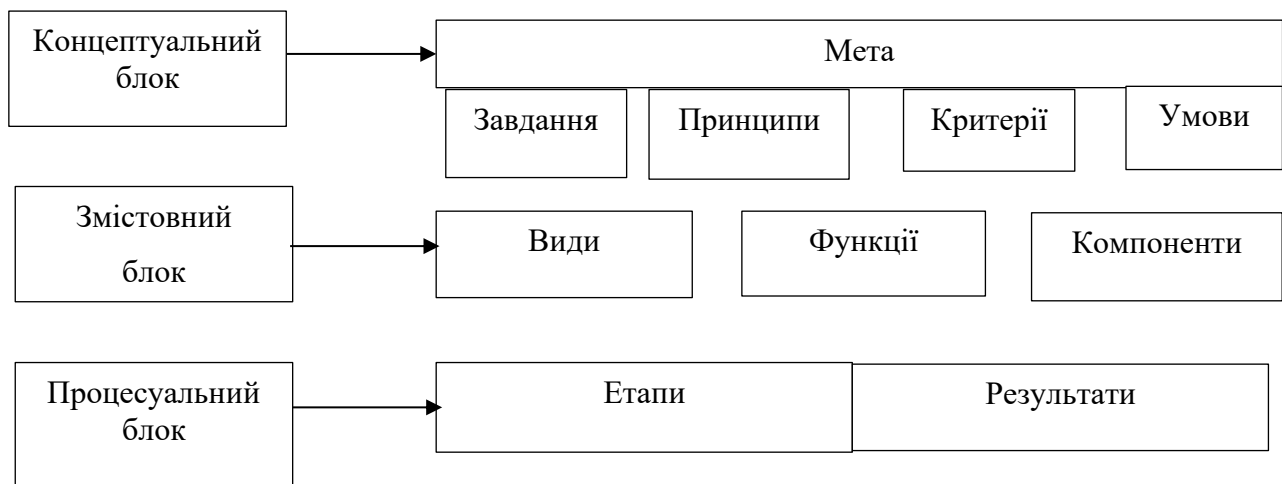 Концептуальний
блок
Мета
Завдання
Принципи
Критерії
Умови
Змістовний
блок
Види
Функції
Компоненти
Процесуальний
блок
Етапи
Результати